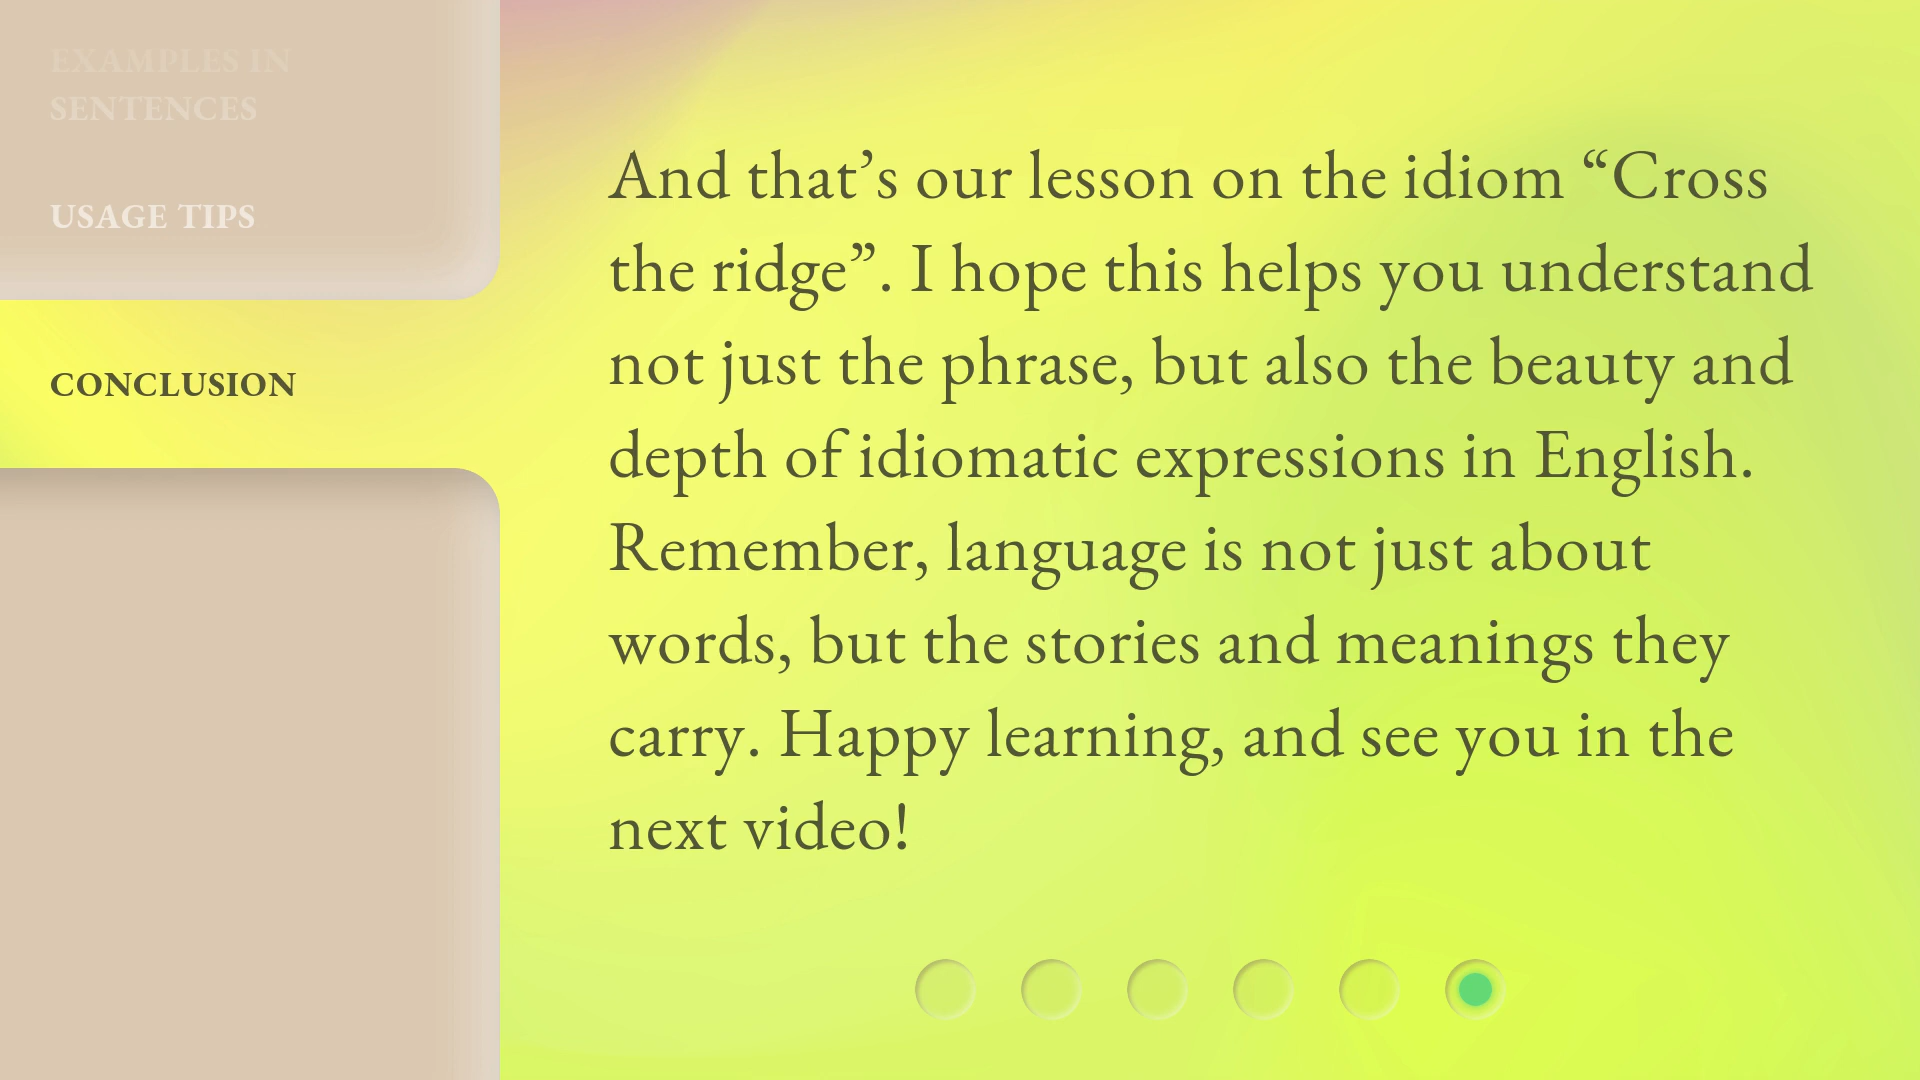 EXAMPLES IN
SENTENCES
USAGE TIPS
CONCLUSION
And that’s our lesson on the idiom “Cross
the ridge”. I hope this helps you understand
not just the phrase, but also the beauty and
depth of idiomatic expressions in English.
Remember, language is not just about
words, but the stories and meanings they
carry. Happy learning, and see you in the
next video!